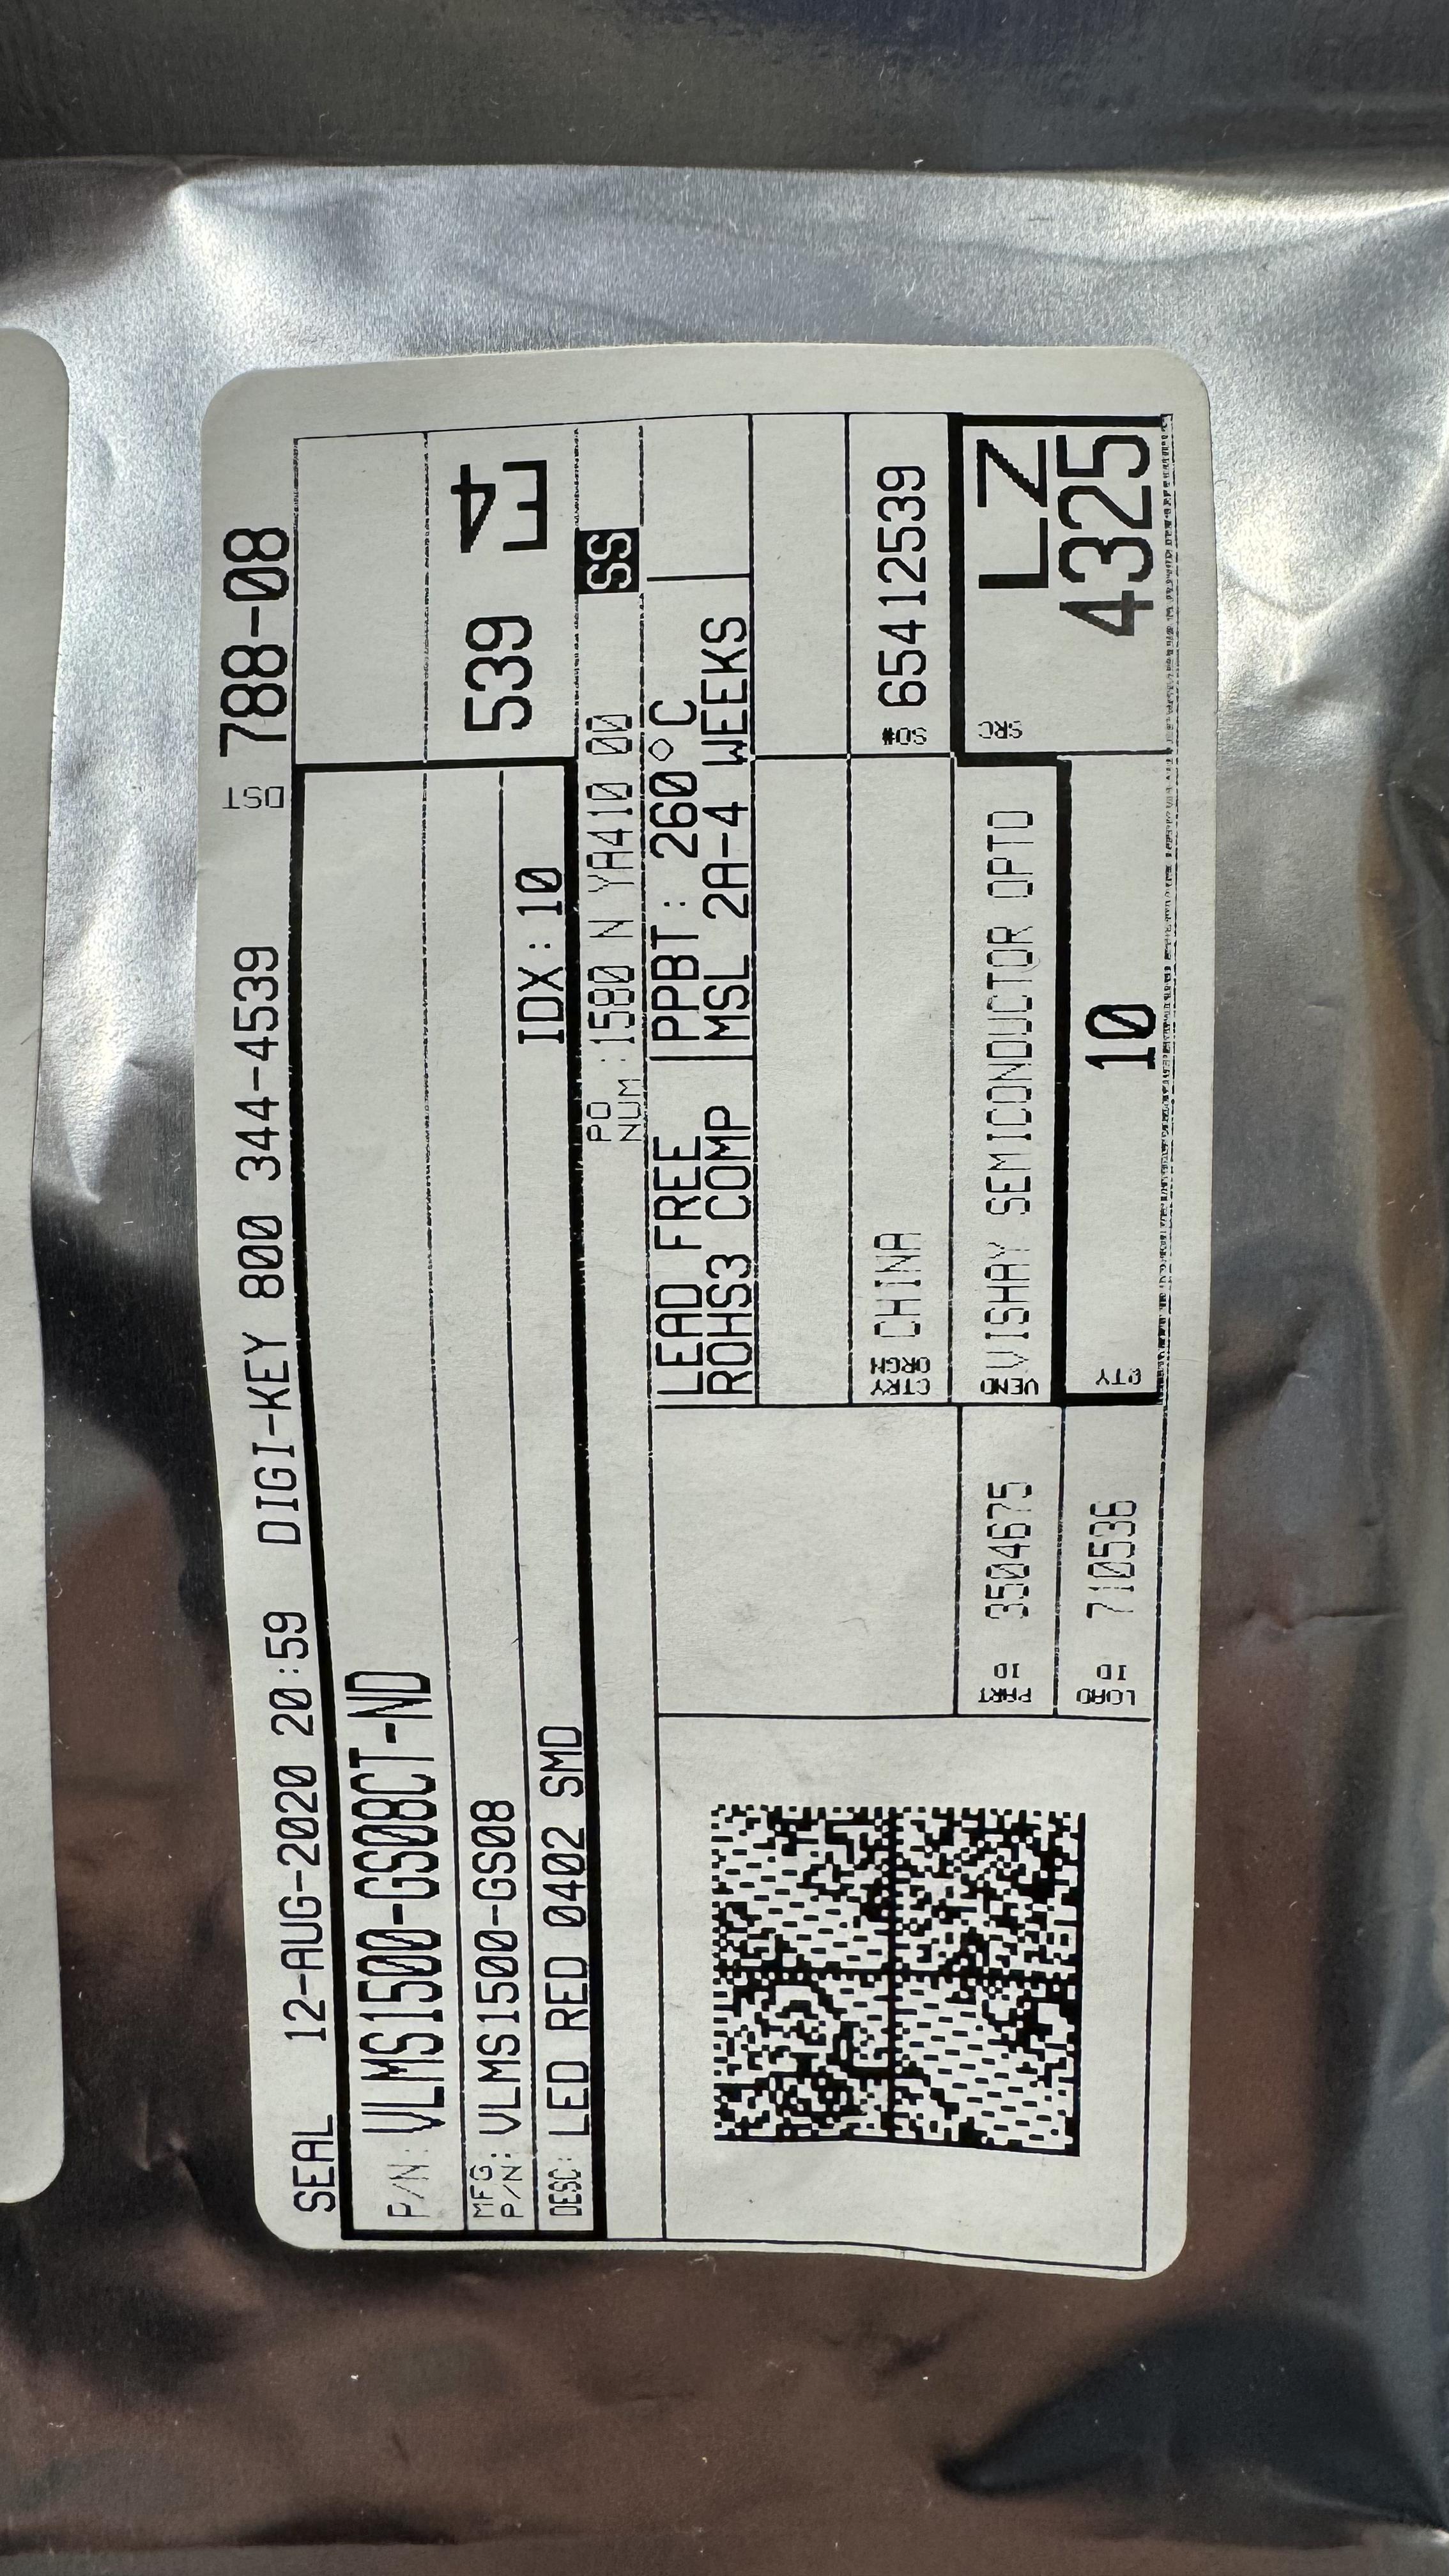 SEAL 12-AUG-2020 20:59 DIGI-KEY 800 344-4539 DST 788-08
P/N: VLMS1500-GS08CT-ND
MFG P/N: VLMS1500-GS08
539
E4
DESC: LED RED 0402 SMD
IDX: 10
PO NUM: 1580 N YA410 00
SS
LEAD FREE
ROHS3 COMP
PPBT: 260°C
MSL 2A-4 WEEKS
CTRY ORGN CHINA
SO# 65412539
PART ID 3504675
VEND VISHAY SEMICONDUCTOR OPTO
SRC LZ
4325
LOAD ID 710536
QTY 10